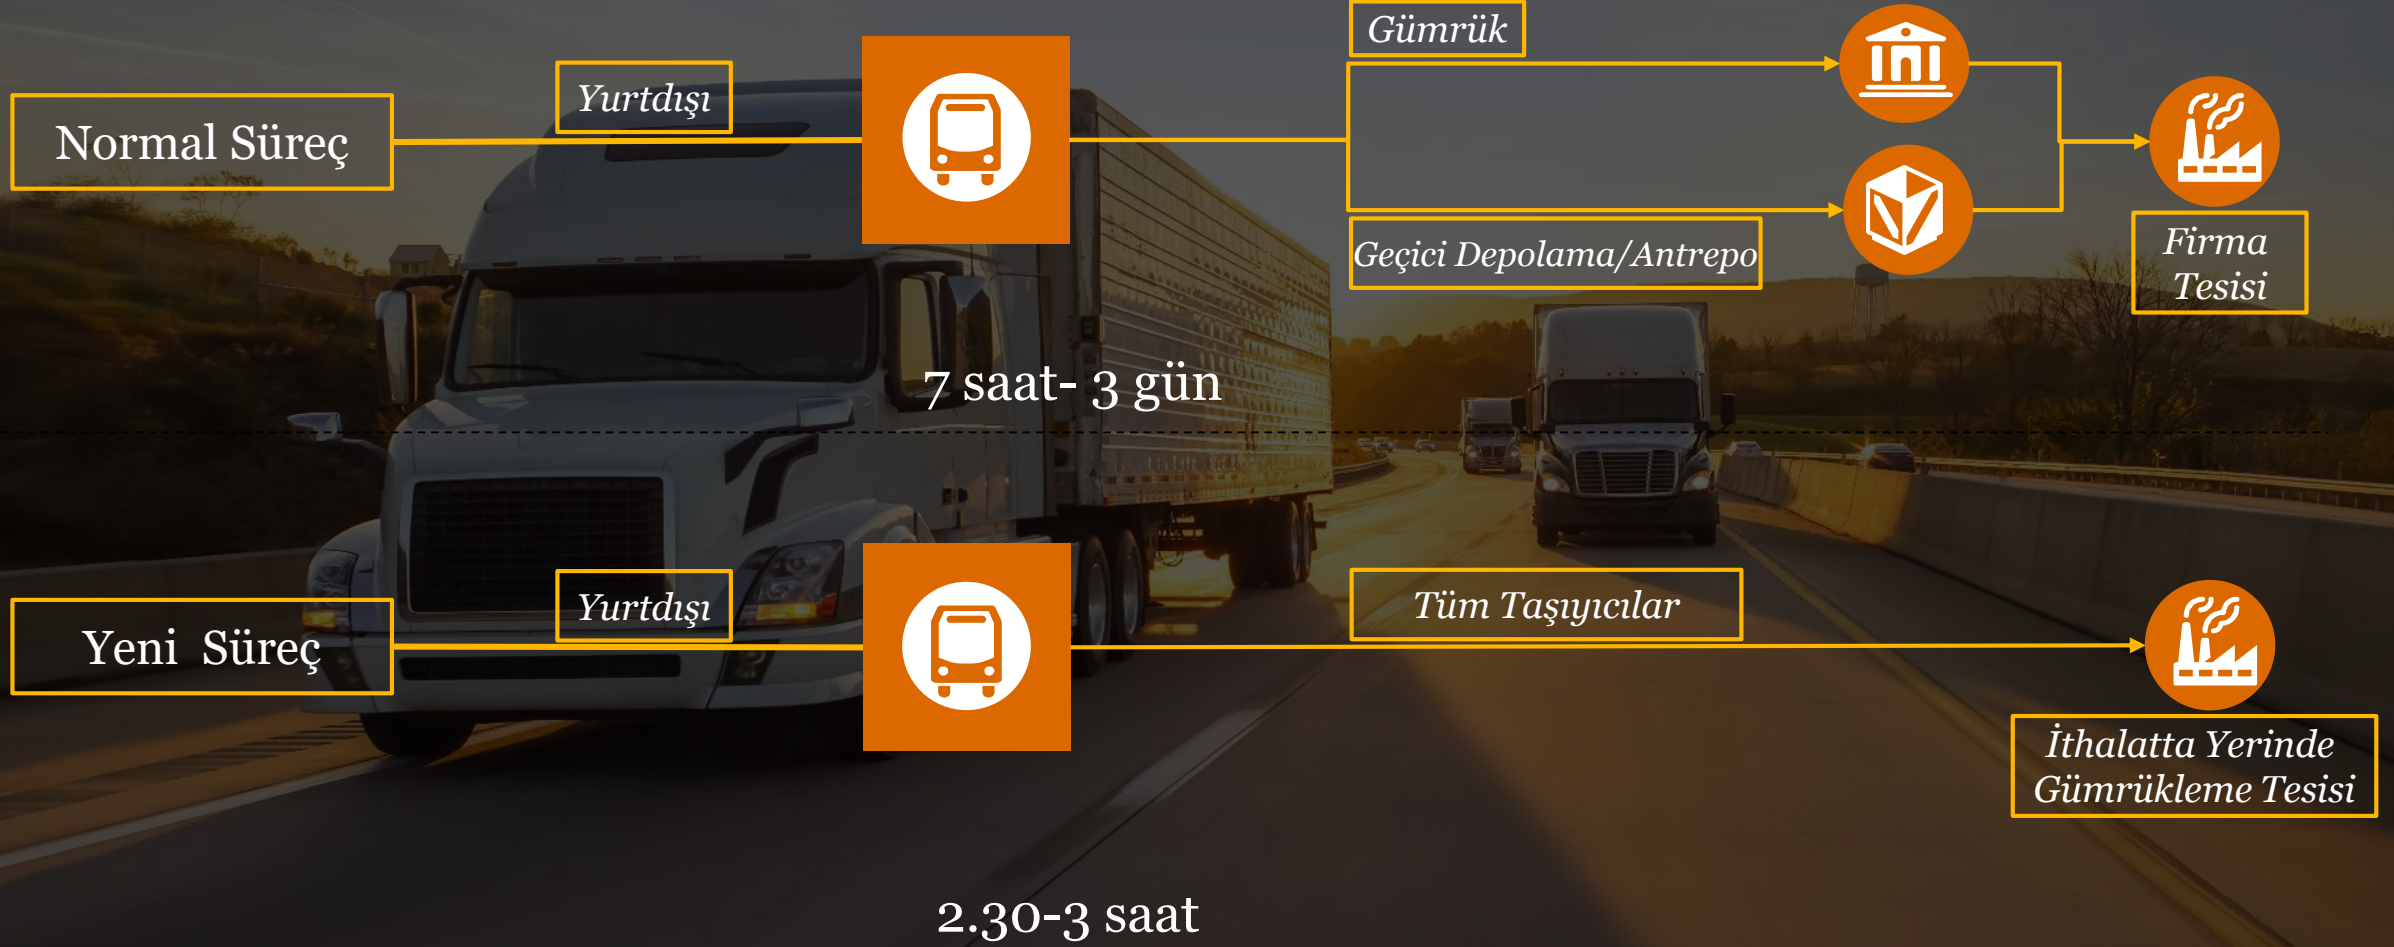 Gümrük
Yurtdışı
Normal Süreç
Geçici Depolama/Antrepo
Firma
Tesisi
7 saat- 3 gün
Yurtdışı
Tüm Taşıyıcılar
Yeni  Süreç
İthalatta Yerinde
Gümrükleme Tesisi
2.30-3 saat